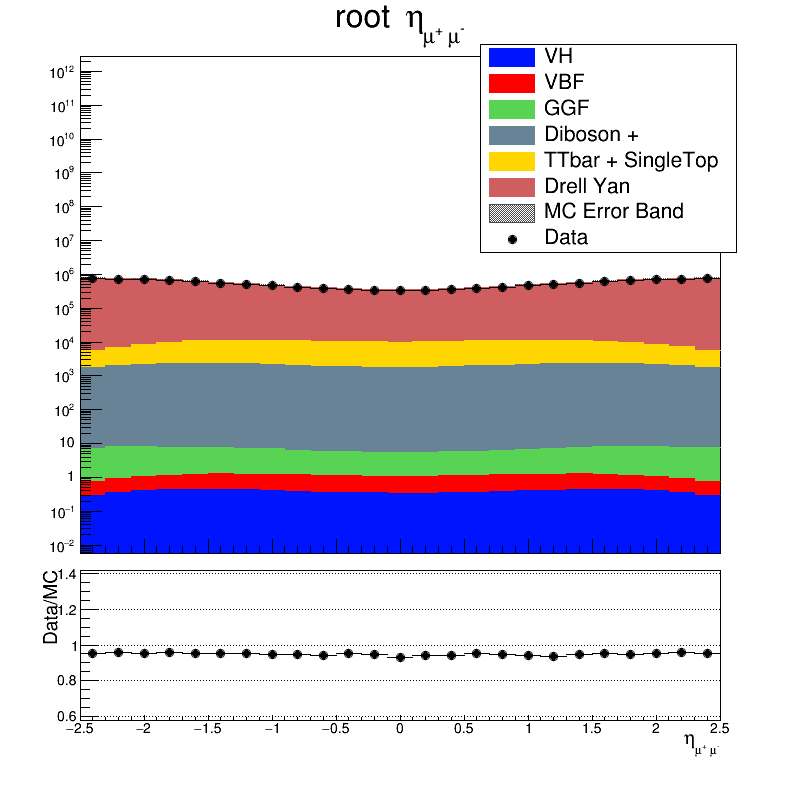 root η μ⁺ μ⁻
VH
VBF
GGF
Diboson +
TTbar + SingleTop
Drell Yan
MC Error Band
Data
10¹²
10¹¹
10¹⁰
10⁹
10⁸
10⁷
10⁶
10⁵
10⁴
10³
10²
10
1
10⁻¹
10⁻²
Data/MC
1.4
1.2
1
0.8
0.6
−2.5 −2 −1.5 −1 −0.5 0 0.5 1 1.5 2 2.5
η μ⁺ μ⁻